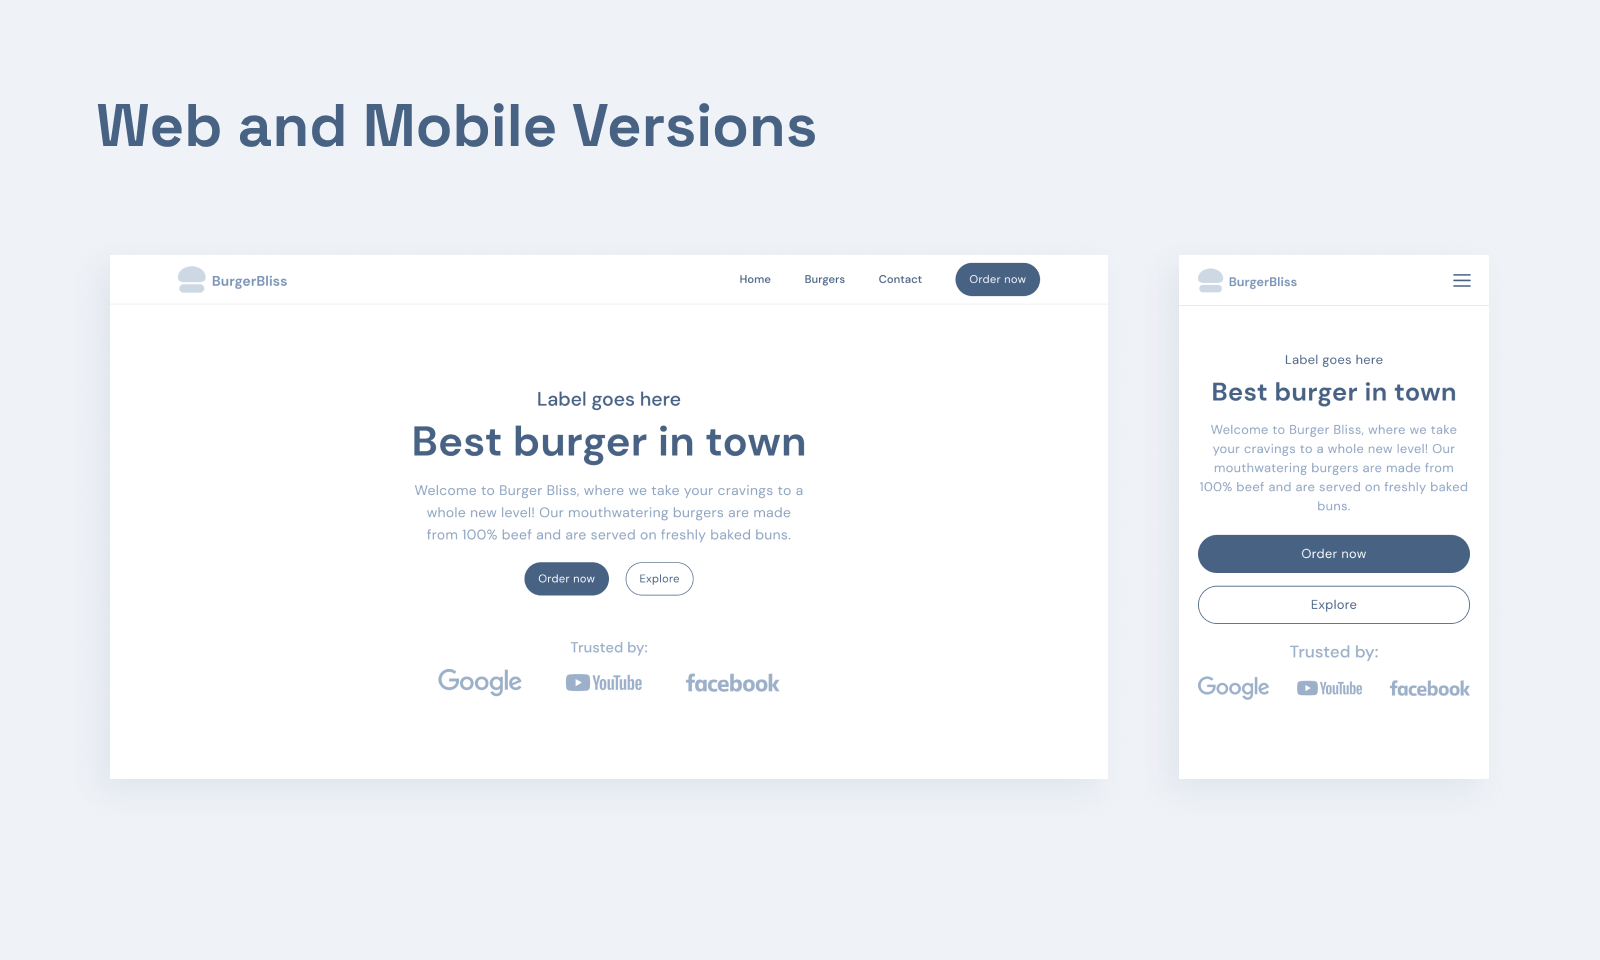 Web and Mobile Versions
BurgerBliss
Home Burgers Contact Order now
Label goes here
Best burger in town
Welcome to Burger Bliss, where we take your cravings to a
whole new level! Our mouthwatering burgers are made
from 100% beef and are served on freshly baked buns.
Order now Explore
Trusted by:
Google YouTube facebook
BurgerBliss
Label goes here
Best burger in town
Welcome to Burger Bliss, where we take
your cravings to a whole new level! Our
mouthwatering burgers are made from
100% beef and are served on freshly baked
buns.
Order now
Explore
Trusted by:
Google YouTube facebook